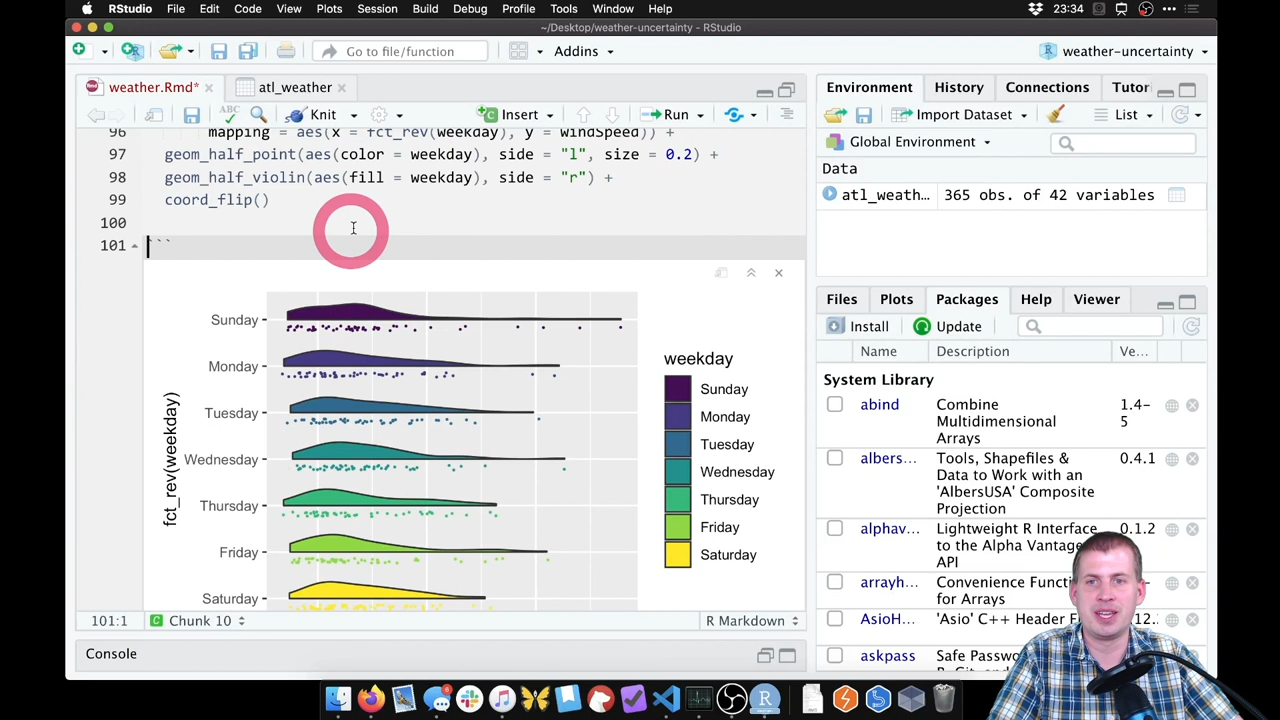 RStudio File Edit Code View Plots Session Build Debug Profile Tools Window Help 23:34
~/Desktop/weather-uncertainty - RStudio
Go to file/function Addins weather-uncertainty
weather.Rmd* atl_weather
ABC Knit Insert Run
96 mapping = aes(x = fct_rev(weekday), y = windSpeed)) +
97 geom_half_point(aes(color = weekday), side = "l", size = 0.2) +
98 geom_half_violin(aes(fill = weekday), side = "r") +
99 coord_flip()
100
101 ```
fct_rev(weekday)
Sunday
Monday
Tuesday
Wednesday
Thursday
Friday
Saturday
weekday
Sunday
Monday
Tuesday
Wednesday
Thursday
Friday
Saturday
101:1 Chunk 10 R Markdown
Console
Environment History Connections Tutor
Import Dataset List
Global Environment
Data
atl_weath… 365 obs. of 42 variables
Files Plots Packages Help Viewer
Install Update
Name Description Ve…
System Library
abind Combine Multidimensional Arrays 1.4-5
albers… Tools, Shapefiles & Data to Work with an 'AlbersUSA' Composite Projection 0.4.1
alphav… Lightweight R Interface to the Alpha Vantage API 0.1.2
arrayh… Convenience Functi for Arrays
AsioH… 'Asio' C++ Header F 12.
askpass Safe Passwo